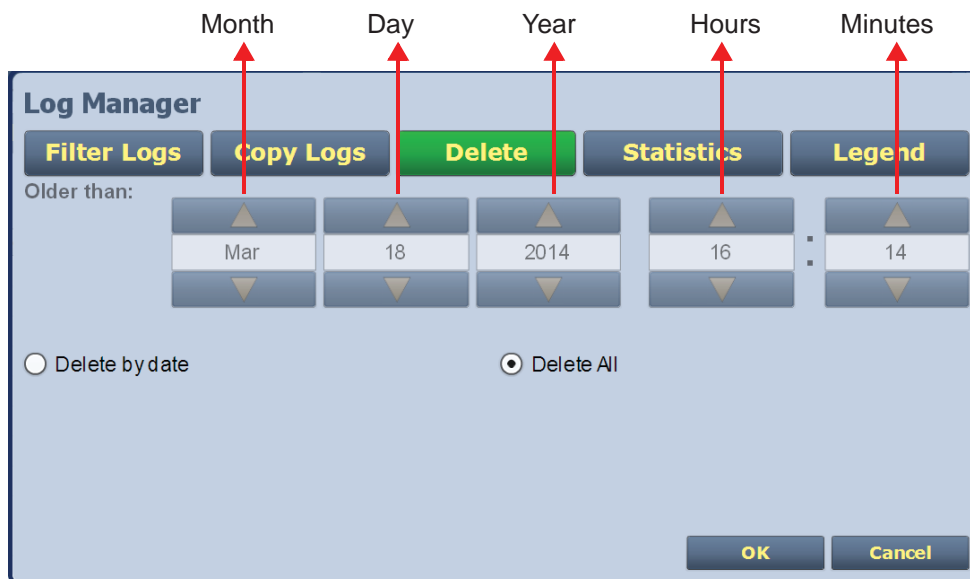 Month Day Year Hours Minutes
Log Manager
Filter Logs Copy Logs Delete Statistics Legend
Older than:
Mar 18 2014 16 : 14
Delete by date Delete All
OK Cancel